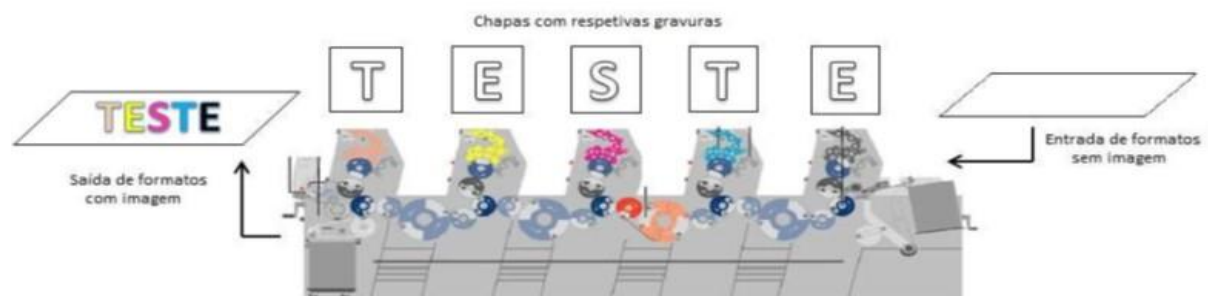 Chapas com respetivas gravuras
T E S T E
TESTE
Entrada de formatos
sem imagem
Saída de formatos
com imagem